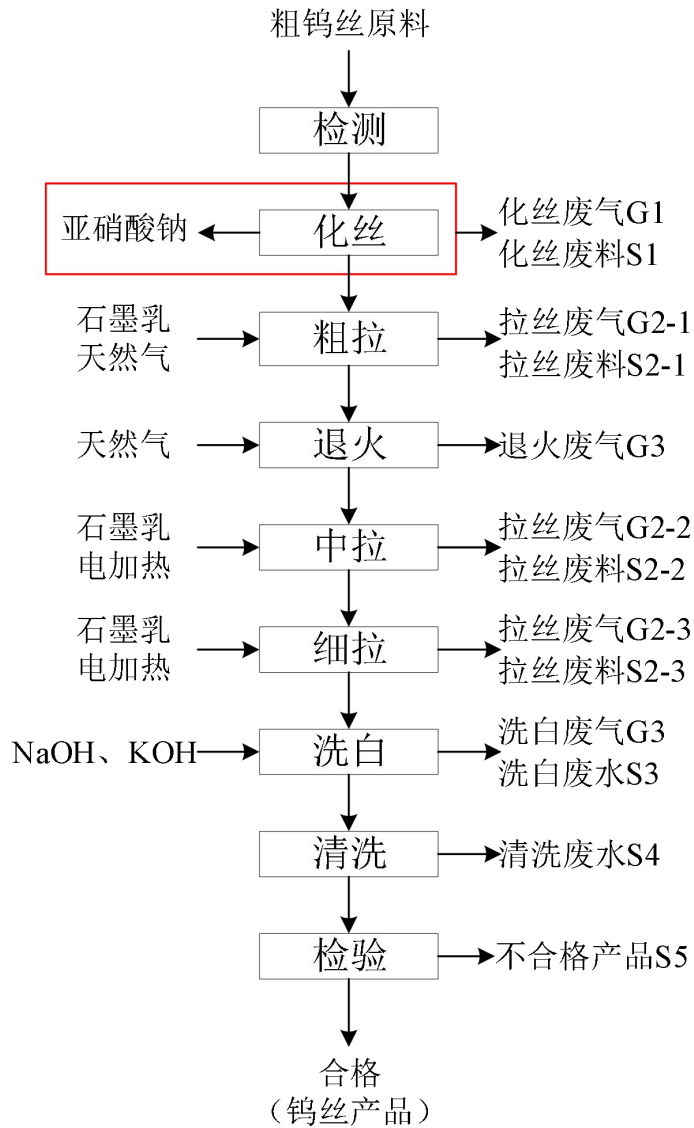 粗钨丝原料
检测
亚硝酸钠
化丝
化丝废气G1
化丝废料S1
石墨乳
天然气
粗拉
拉丝废气G2-1
拉丝废料S2-1
天然气
退火
退火废气G3
石墨乳
电加热
中拉
拉丝废气G2-2
拉丝废料S2-2
石墨乳
电加热
细拉
拉丝废气G2-3
拉丝废料S2-3
NaOH、KOH
洗白
洗白废气G3
洗白废水S3
清洗
清洗废水S4
检验
不合格产品S5
合格
（钨丝产品）